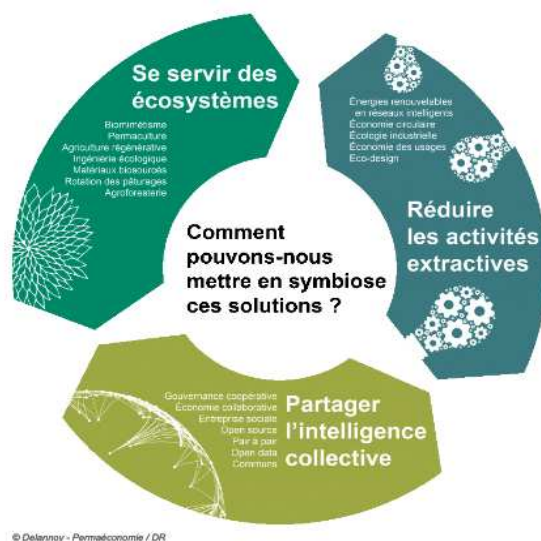 Se servir des
écosystèmes
Biomimétisme
Permaculture
Agriculture régénérative
Ingénierie écologique
Matériaux biosourcés
Rotation des pâturages
Agroforesterie
Énergies renouvelables
en réseaux intelligents
Économie circulaire
Écologie industrielle
Économie des usages
Eco-design
Réduire
les activités
extractives
Comment
pouvons-nous
mettre en symbiose
ces solutions ?
Gouvernance coopérative
Économie collaborative
Entreprise sociale
Open source
Pair à pair
Open data
Commons
Partager
l'intelligence
collective
© Delannoy - Permaéconomie / DR